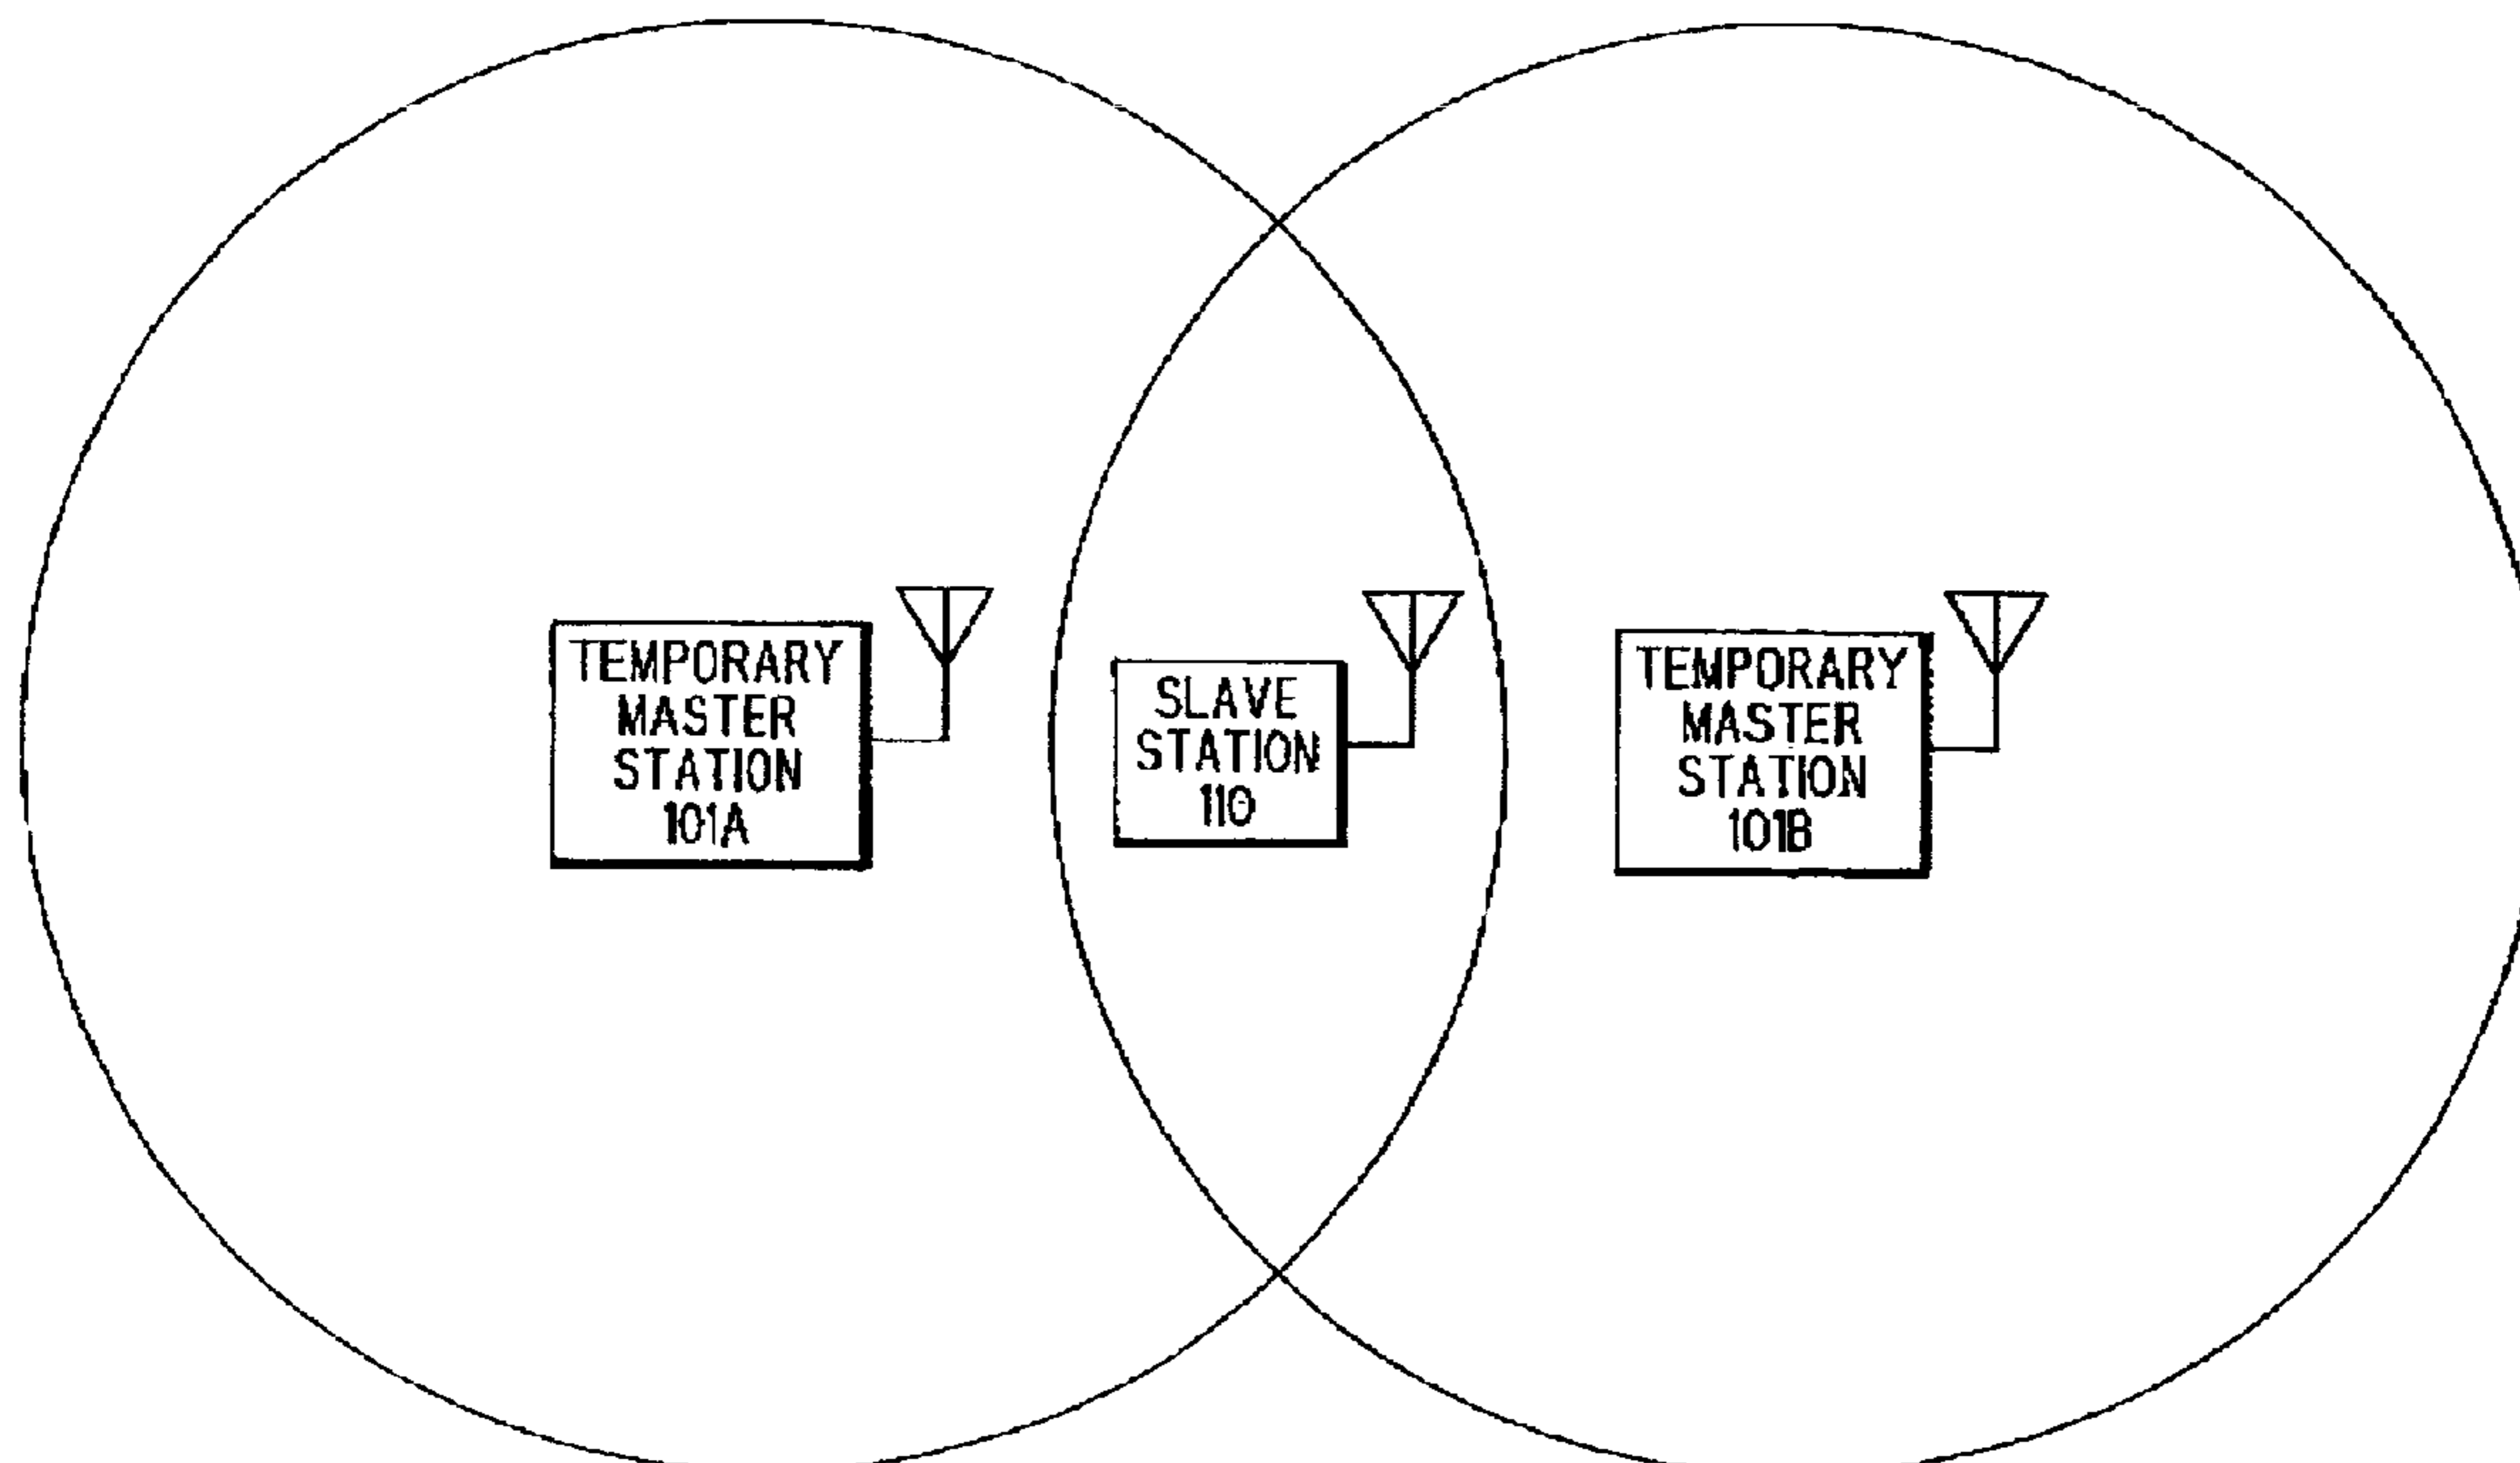 TEMPORARY
MASTER
STATION
101A
SLAVE
STATION
110
TEMPORARY
MASTER
STATION
101B